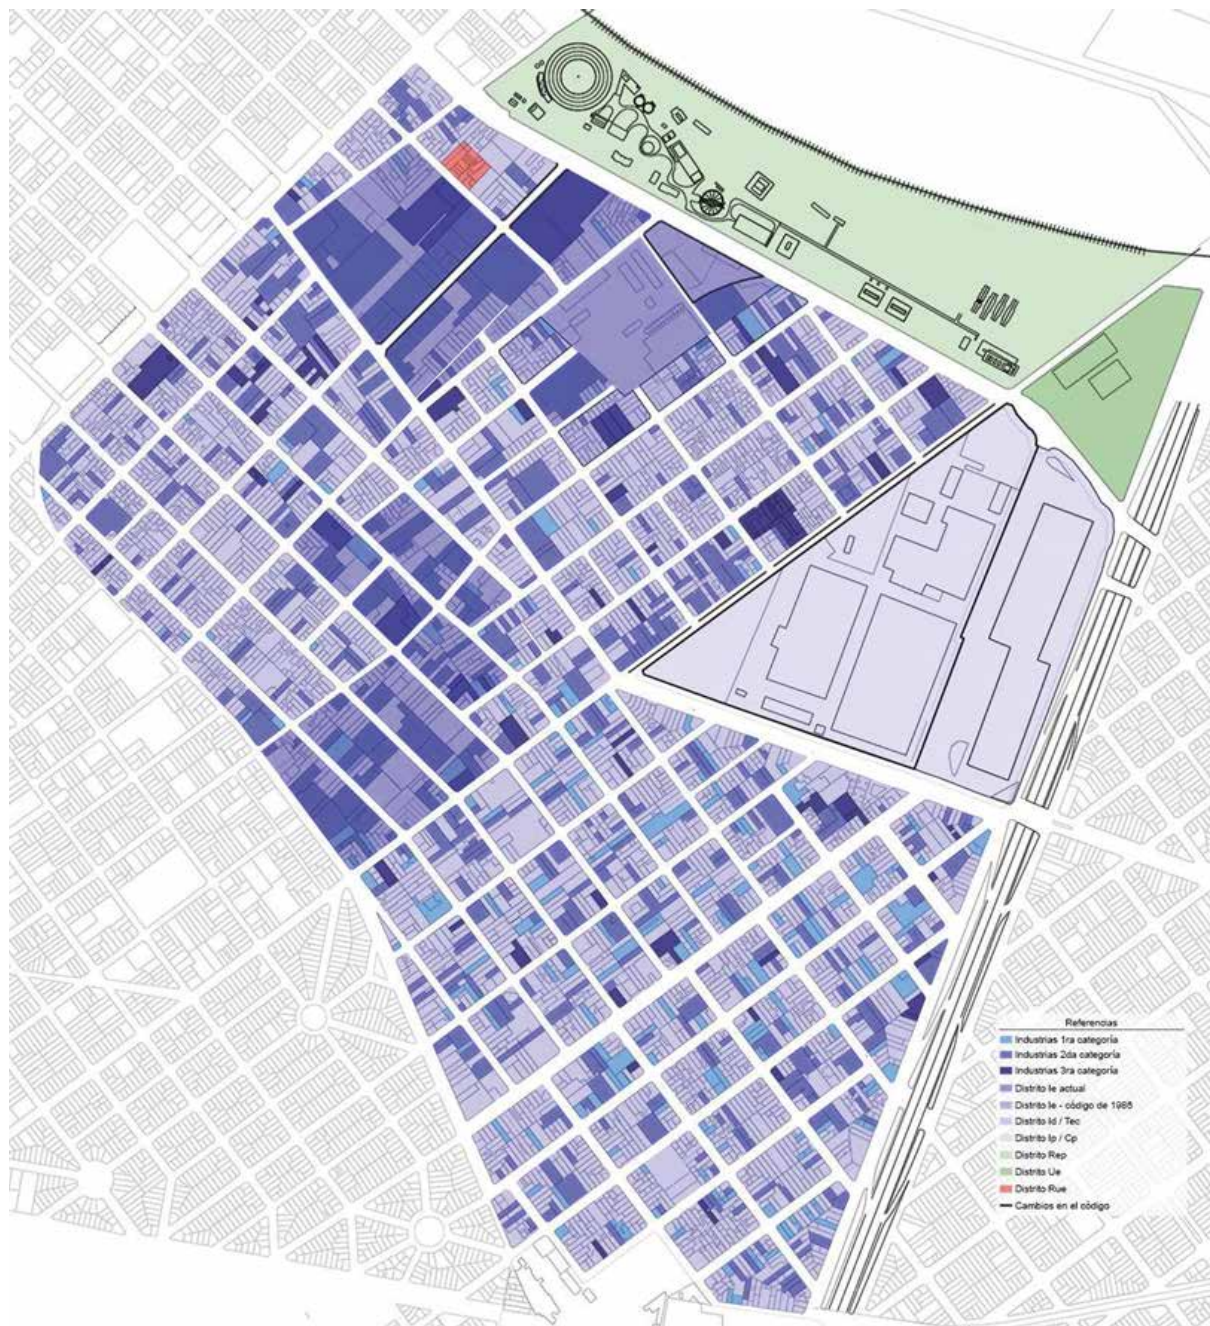 Referencias
Industrias 1ra categoría
Industrias 2da categoría
Industrias 3ra categoría
Distrito Ie actual
Distrito Ie - código de 1988
Distrito Id / Tec
Distrito Ip / Cp
Distrito Rep
Distrito Ue
Distrito Rue
Cambios en el código